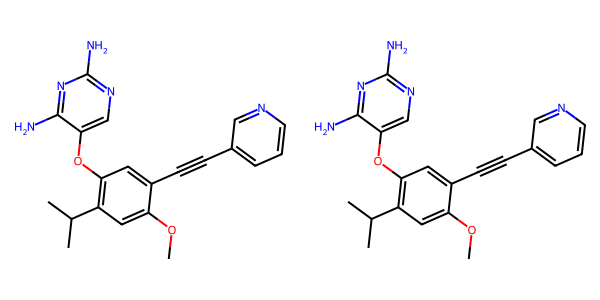 NH2 NH2
N N N N
N N
H2N H2N
O O
O O